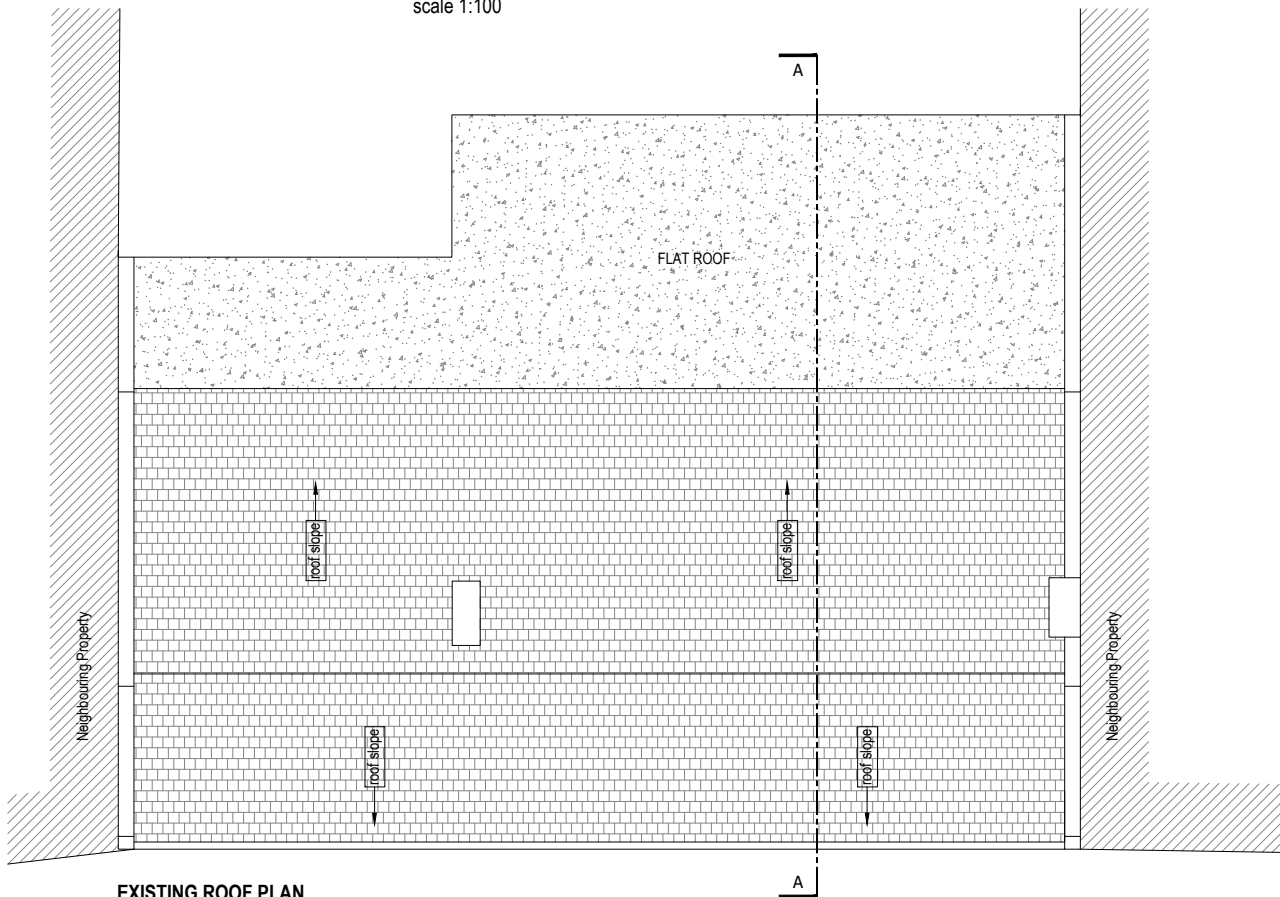 scale 1:100
A
FLAT ROOF
roof slope
roof slope
Neighbouring Property
Neighbouring Property
roof slope
roof slope
A
EXISTING ROOF PLAN